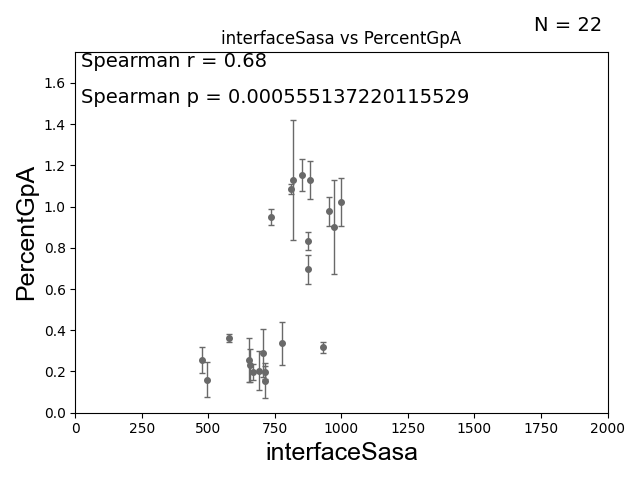 N = 22
interfaceSasa vs PercentGpA
Spearman r = 0.68
Spearman p = 0.000555137220115529
PercentGpA
1.6
1.4
1.2
1.0
0.8
0.6
0.4
0.2
0.0
0 250 500 750 1000 1250 1500 1750 2000
interfaceSasa